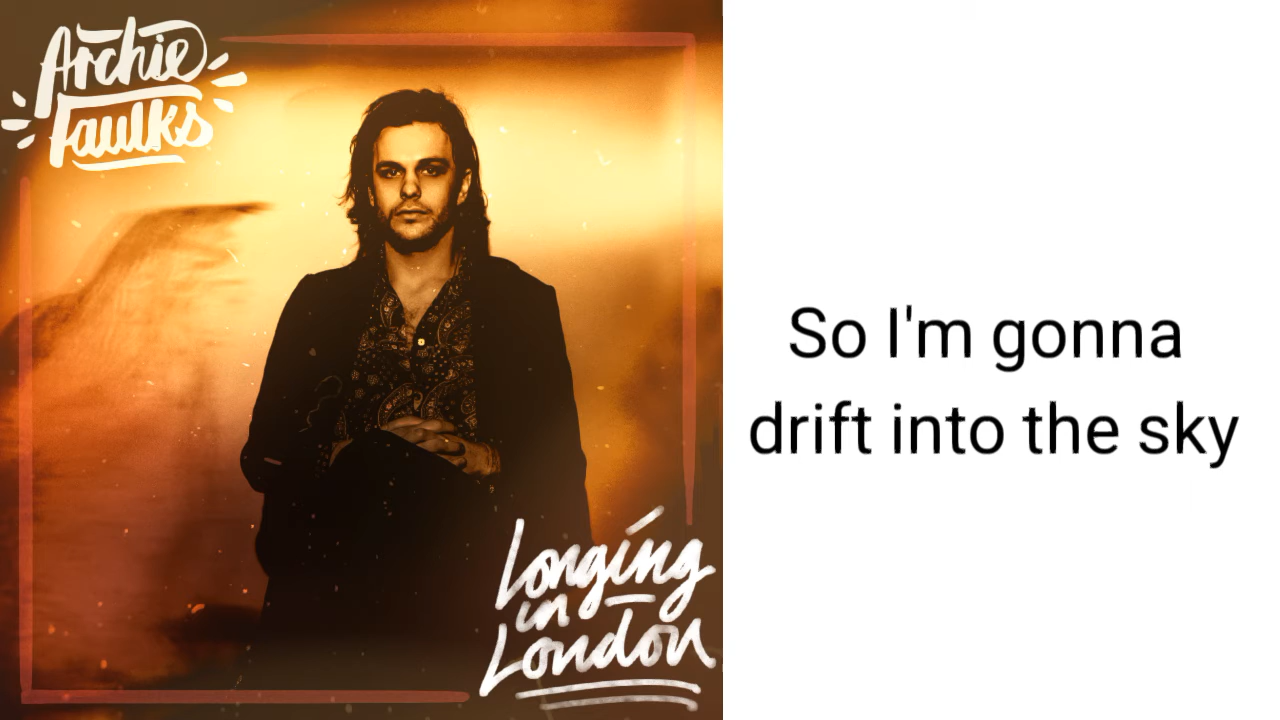 Archie
Faulks
Longing
in
London
So I'm gonna
drift into the sky